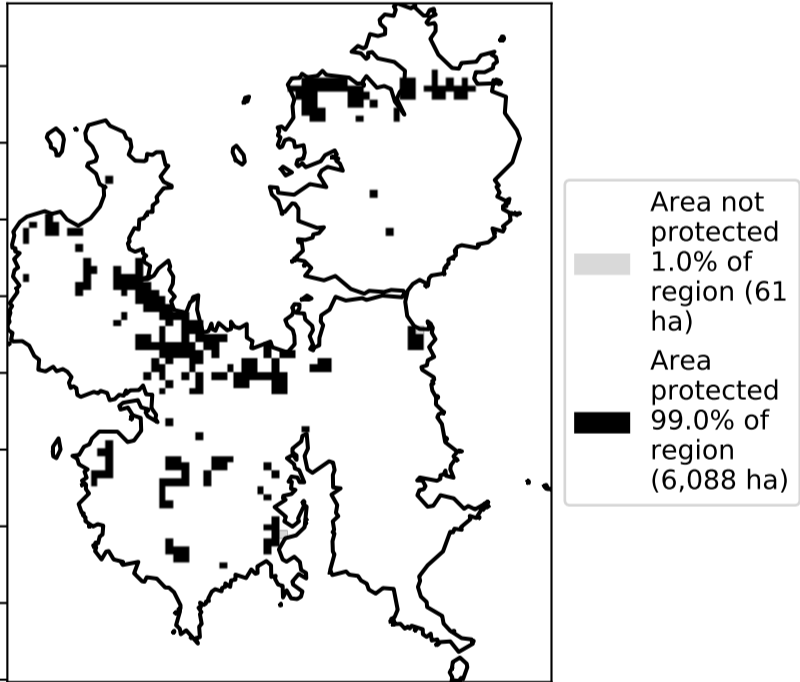 Area not
protected
1.0% of
region (61
ha)
Area
protected
99.0% of
region
(6,088 ha)